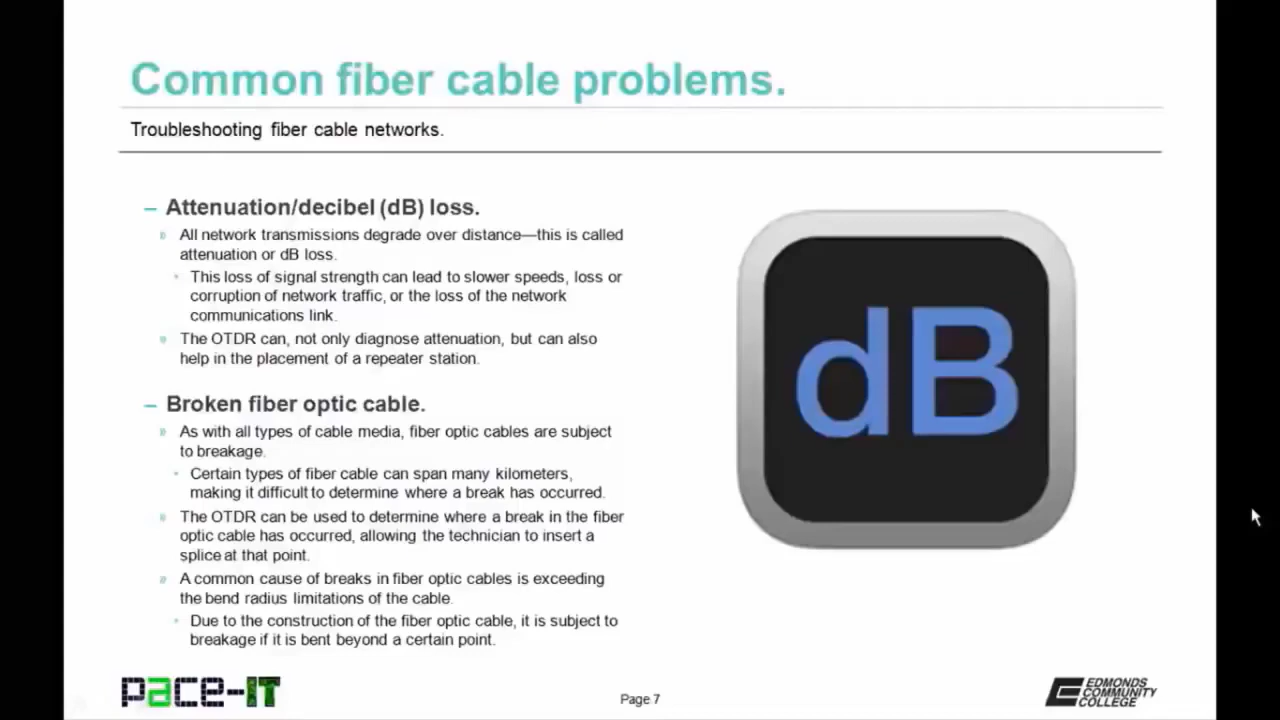 Common fiber cable problems.
Troubleshooting fiber cable networks.
– Attenuation/decibel (dB) loss.
» All network transmissions degrade over distance—this is called
attenuation or dB loss.
• This loss of signal strength can lead to slower speeds, loss or
corruption of network traffic, or the loss of the network
communications link.
» The OTDR can, not only diagnose attenuation, but can also
help in the placement of a repeater station.
– Broken fiber optic cable.
» As with all types of cable media, fiber optic cables are subject
to breakage.
• Certain types of fiber cable can span many kilometers,
making it difficult to determine where a break has occurred.
» The OTDR can be used to determine where a break in the fiber
optic cable has occurred, allowing the technician to insert a
splice at that point.
» A common cause of breaks in fiber optic cables is exceeding
the bend radius limitations of the cable.
• Due to the construction of the fiber optic cable, it is subject to
breakage if it is bent beyond a certain point.
dB
pace-IT
Page 7
EDMONDS
COMMUNITY
COLLEGE